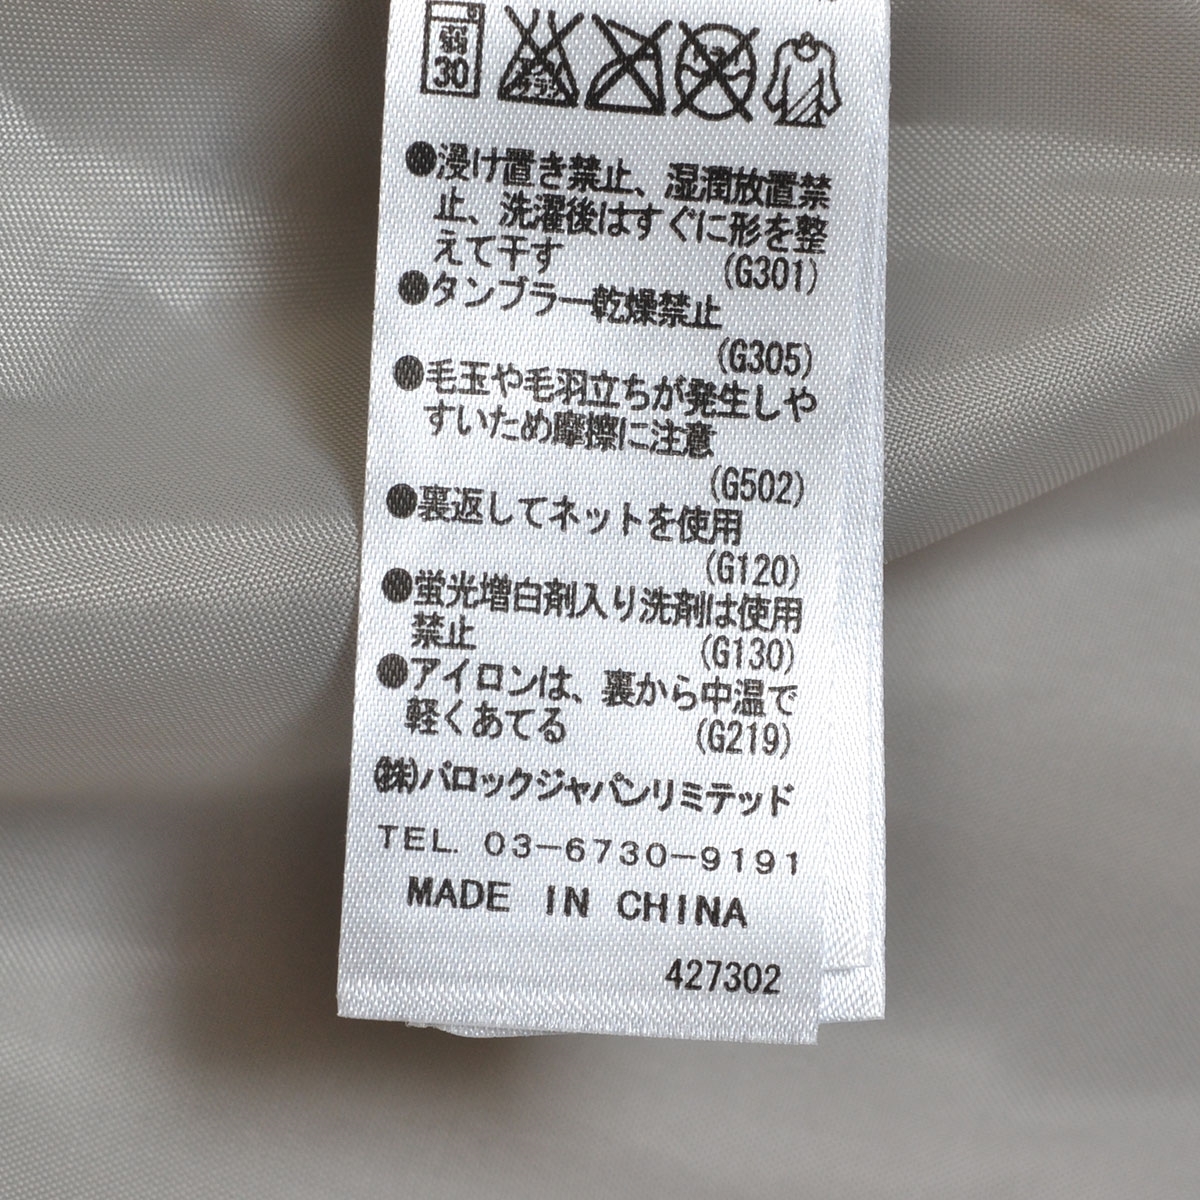 弱
30
エンソ
サラシ
●浸け置き禁止、湿潤放置禁
止、洗濯後はすぐに形を整
えて干す (G301)
●タンブラー乾燥禁止
(G305)
●毛玉や毛羽立ちが発生しや
すいため摩擦に注意
(G502)
●裏返してネットを使用
(G120)
●蛍光増白剤入り洗剤は使用
禁止 (G130)
●アイロンは、裏から中温で
軽くあてる (G219)
㈱バロックジャパンリミテッド
TEL. 03-6730-9191
MADE IN CHINA
427302